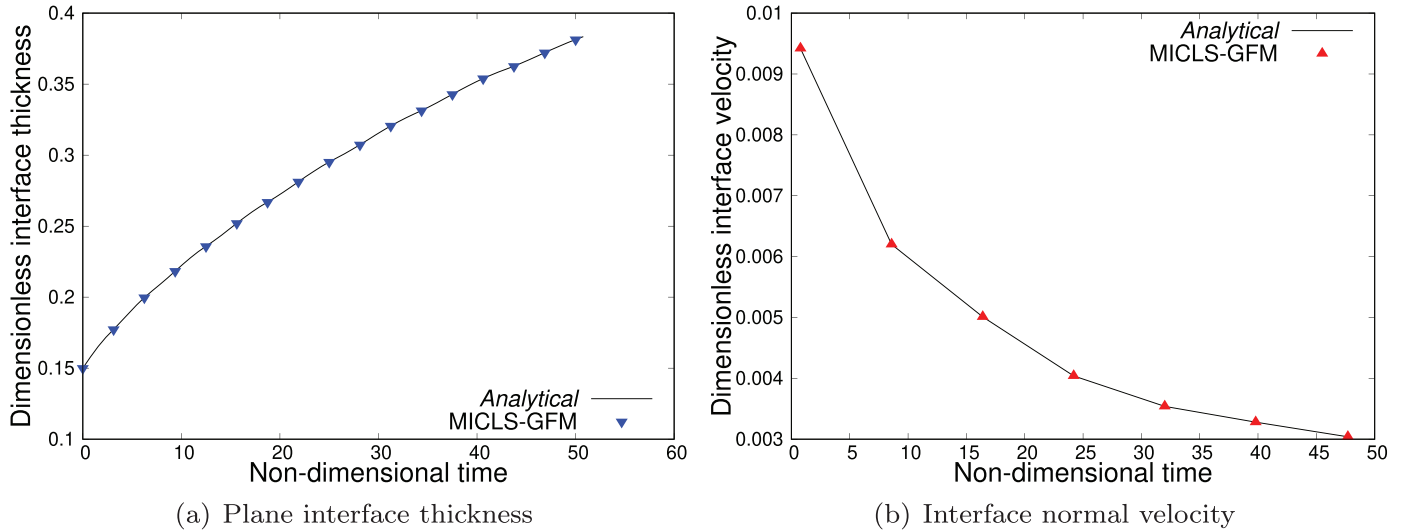 Dimensionless interface thickness
0.4
0.35
0.3
0.25
0.2
0.15
0.1
0 10 20 30 40 50 60
Non-dimensional time
Analytical
MICLS-GFM
(a) Plane interface thickness
Dimensionless interface velocity
0.01
0.009
0.008
0.007
0.006
0.005
0.004
0.003
0 5 10 15 20 25 30 35 40 45 50
Non-dimensional time
Analytical
MICLS-GFM
(b) Interface normal velocity